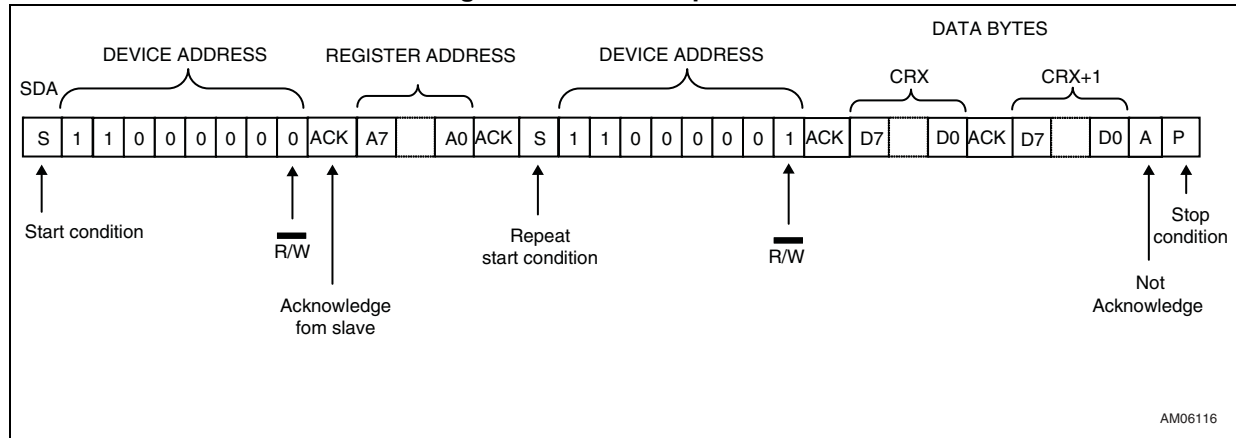 DATA BYTES
DEVICE ADDRESS REGISTER ADDRESS DEVICE ADDRESS
CRX CRX+1
SDA
S 1 1 0 0 0 0 0 0 ACK A7 A0 ACK S 1 1 0 0 0 0 0 1 ACK D7 D0 ACK D7 D0 A P
Start condition
R/W
Acknowledge
fom slave
Repeat
start condition
R/W
Not
Acknowledge
Stop
condition
AM06116